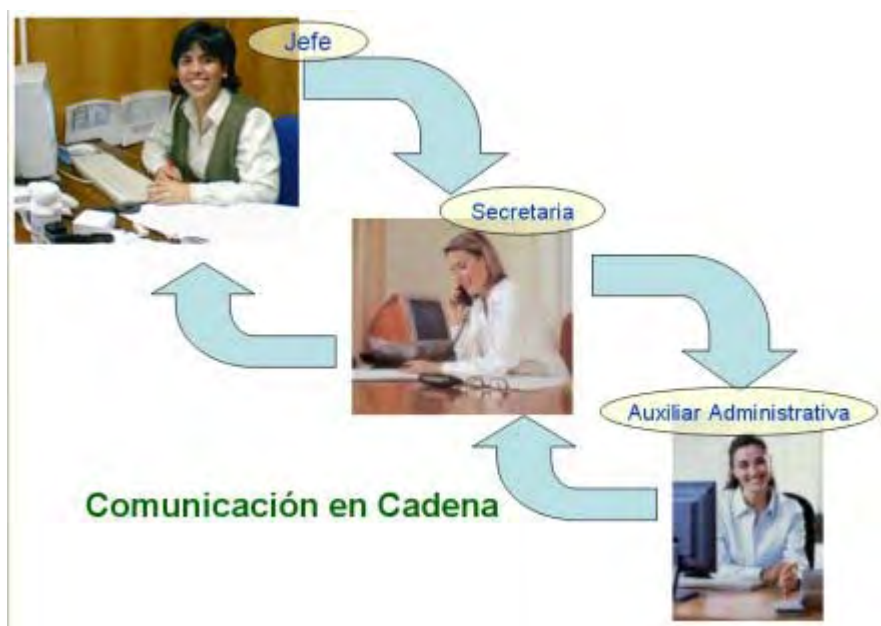 Jefe
Secretaria
Auxiliar Administrativa
Comunicación en Cadena